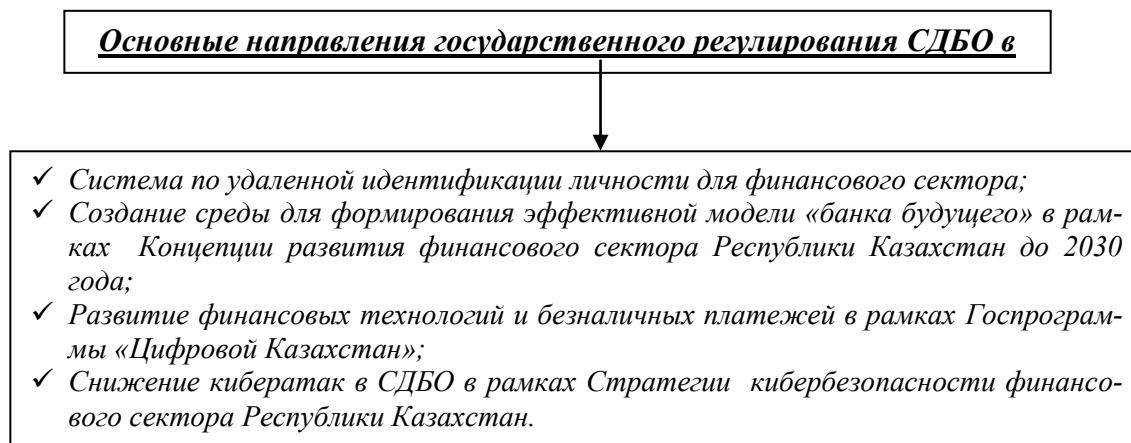 Основные направления государственного регулирования СДБО в
✓ Система по удаленной идентификации личности для финансового сектора;
✓ Создание среды для формирования эффективной модели «банка будущего» в рам-
ках Концепции развития финансового сектора Республики Казахстан до 2030
года;
✓ Развитие финансовых технологий и безналичных платежей в рамках Госпрограм-
мы «Цифровой Казахстан»;
✓ Снижение кибератак в СДБО в рамках Стратегии кибербезопасности финансо-
вого сектора Республики Казахстан.